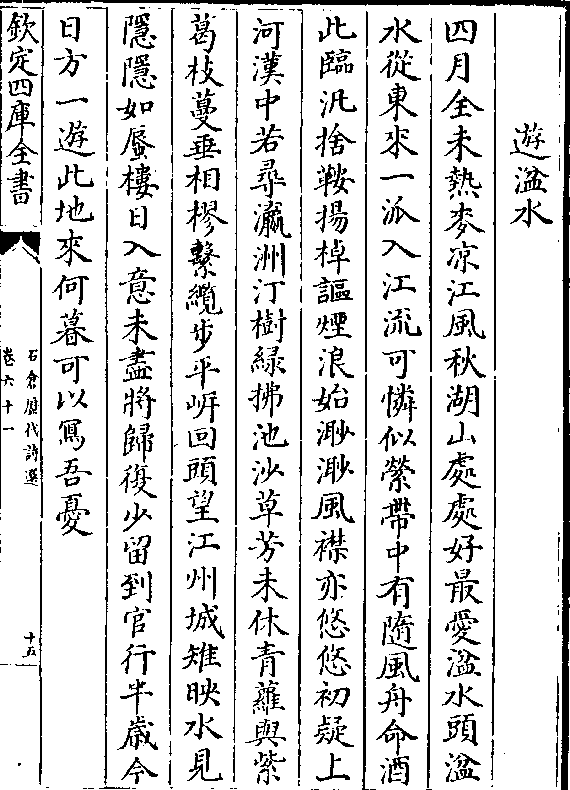 遊湓水
四月全未熱麥凉江風秋湖山處處好最愛湓水頭湓
水從東來一派入江流可憐似縈帶中有隨風舟命酒
此臨汎捨鞍揚棹謳煙浪始渺渺風襟亦悠悠初疑上
河漢中若尋瀛洲汀樹緑拂池沙草芳未休青蘿與紫
葛枝蔓垂相樛繫纜步平岍回頭望江州城雉映水見
隱隱如蜃樓日入意未盡將歸復少留到官行半歲今
日方一遊此地來何暮可以冩吾憂
欽定四庫全書
石倉歷代詩選
卷六十一
十五